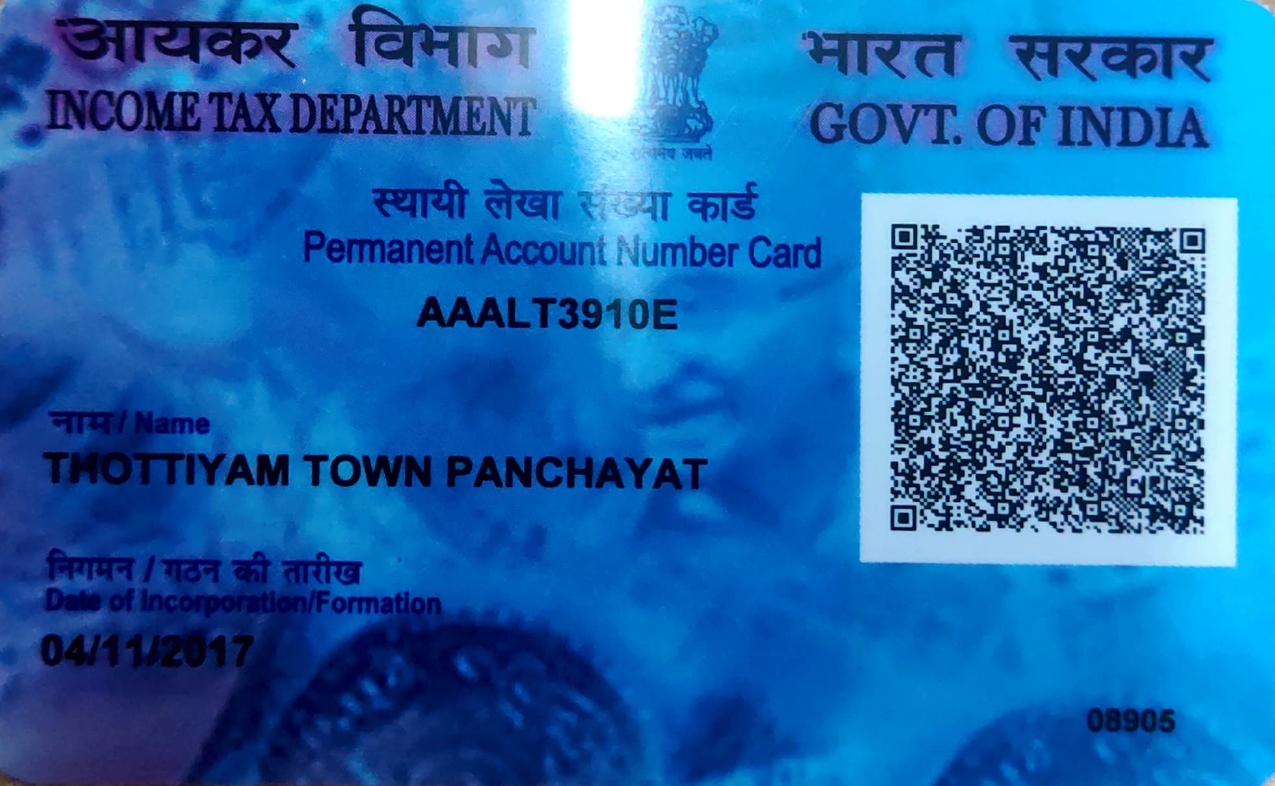 आयकर विभाग
INCOME TAX DEPARTMENT
सत्यमेव जयते
भारत सरकार
GOVT. OF INDIA
स्थायी लेखा संख्या कार्ड
Permanent Account Number Card
AAALT3910E
नाम / Name
THOTTIYAM TOWN PANCHAYAT
निगमन / गठन की तारीख
Date of Incorporation/Formation
04/11/2017
08905